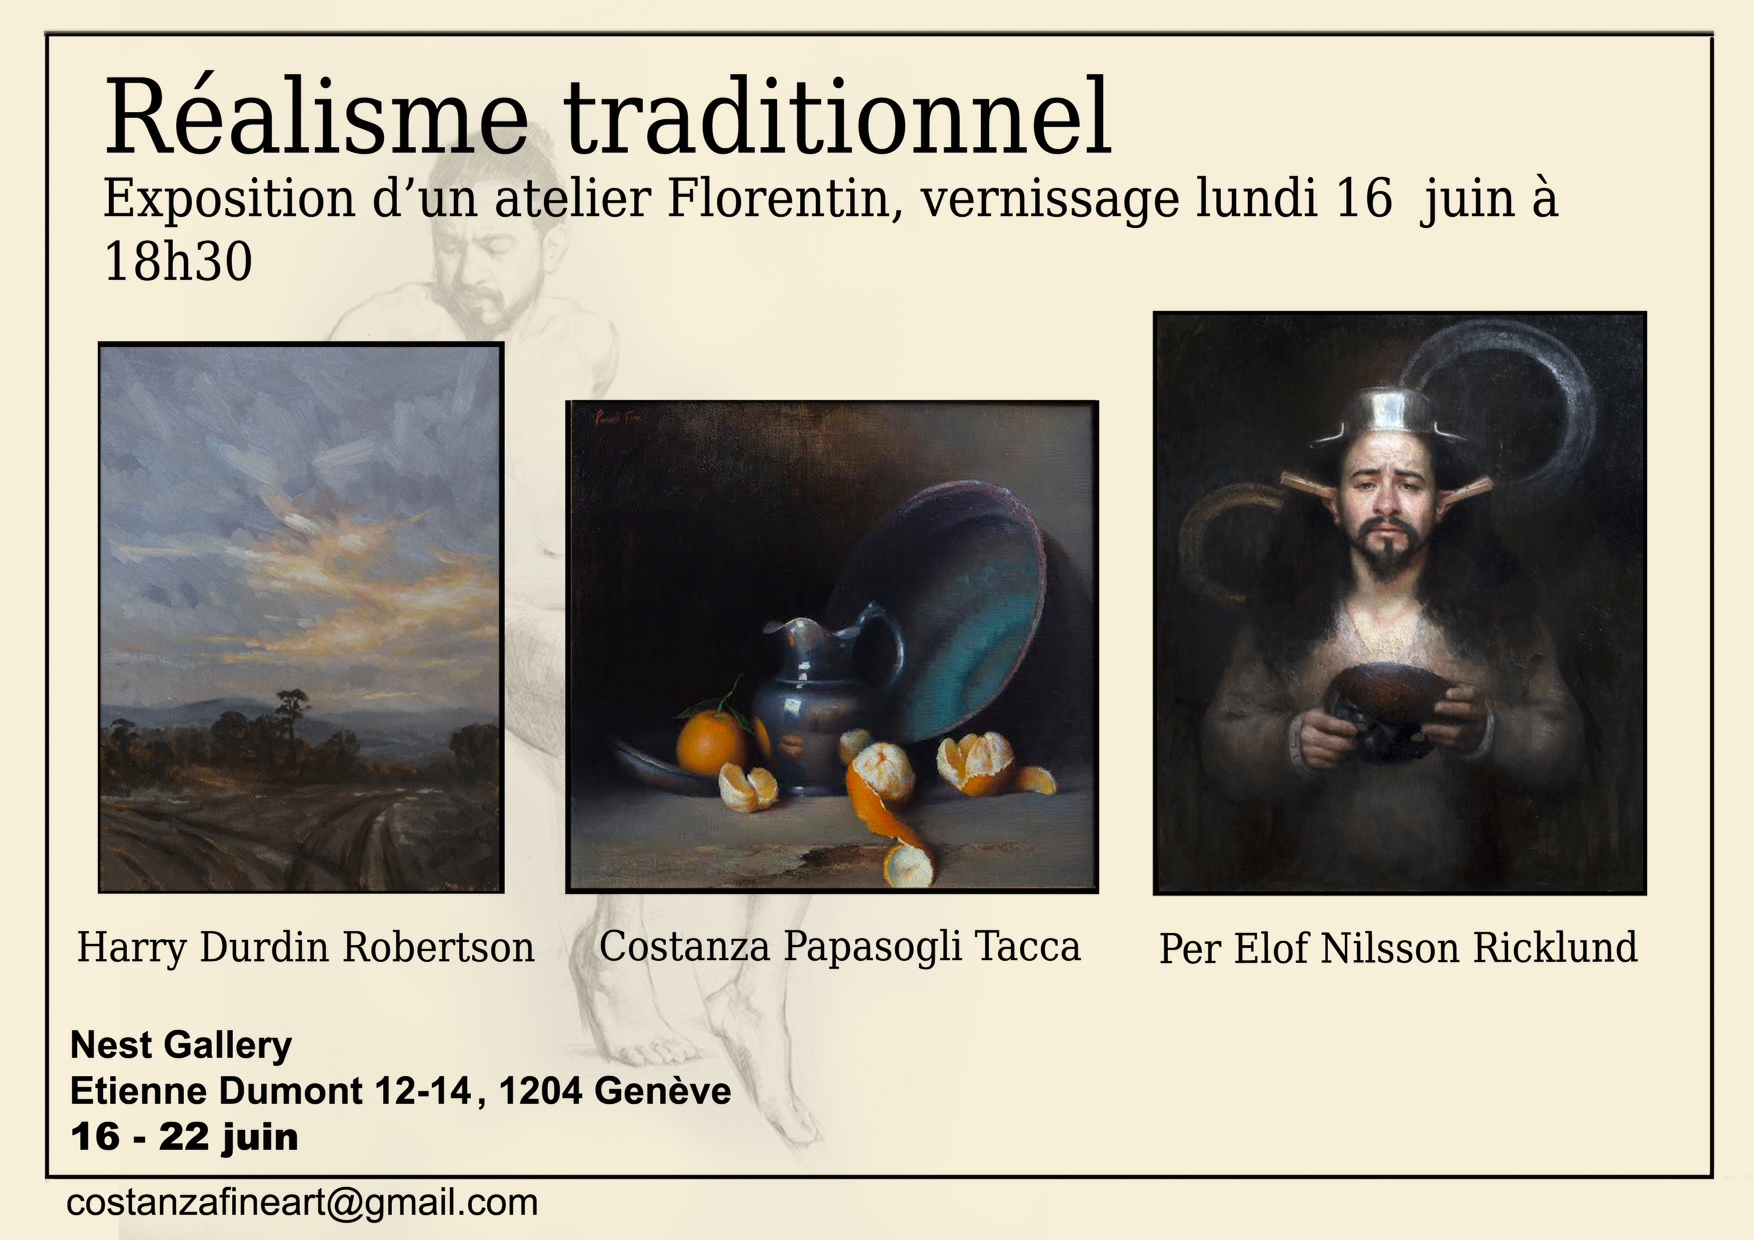 Réalisme traditionnel
Exposition d’un atelier Florentin, vernissage lundi 16 juin à
18h30
Harry Durdin Robertson
Costanza Papasogli Tacca
Per Elof Nilsson Ricklund
Nest Gallery
Etienne Dumont 12-14, 1204 Genève
16 - 22 juin
costanzafineart@gmail.com